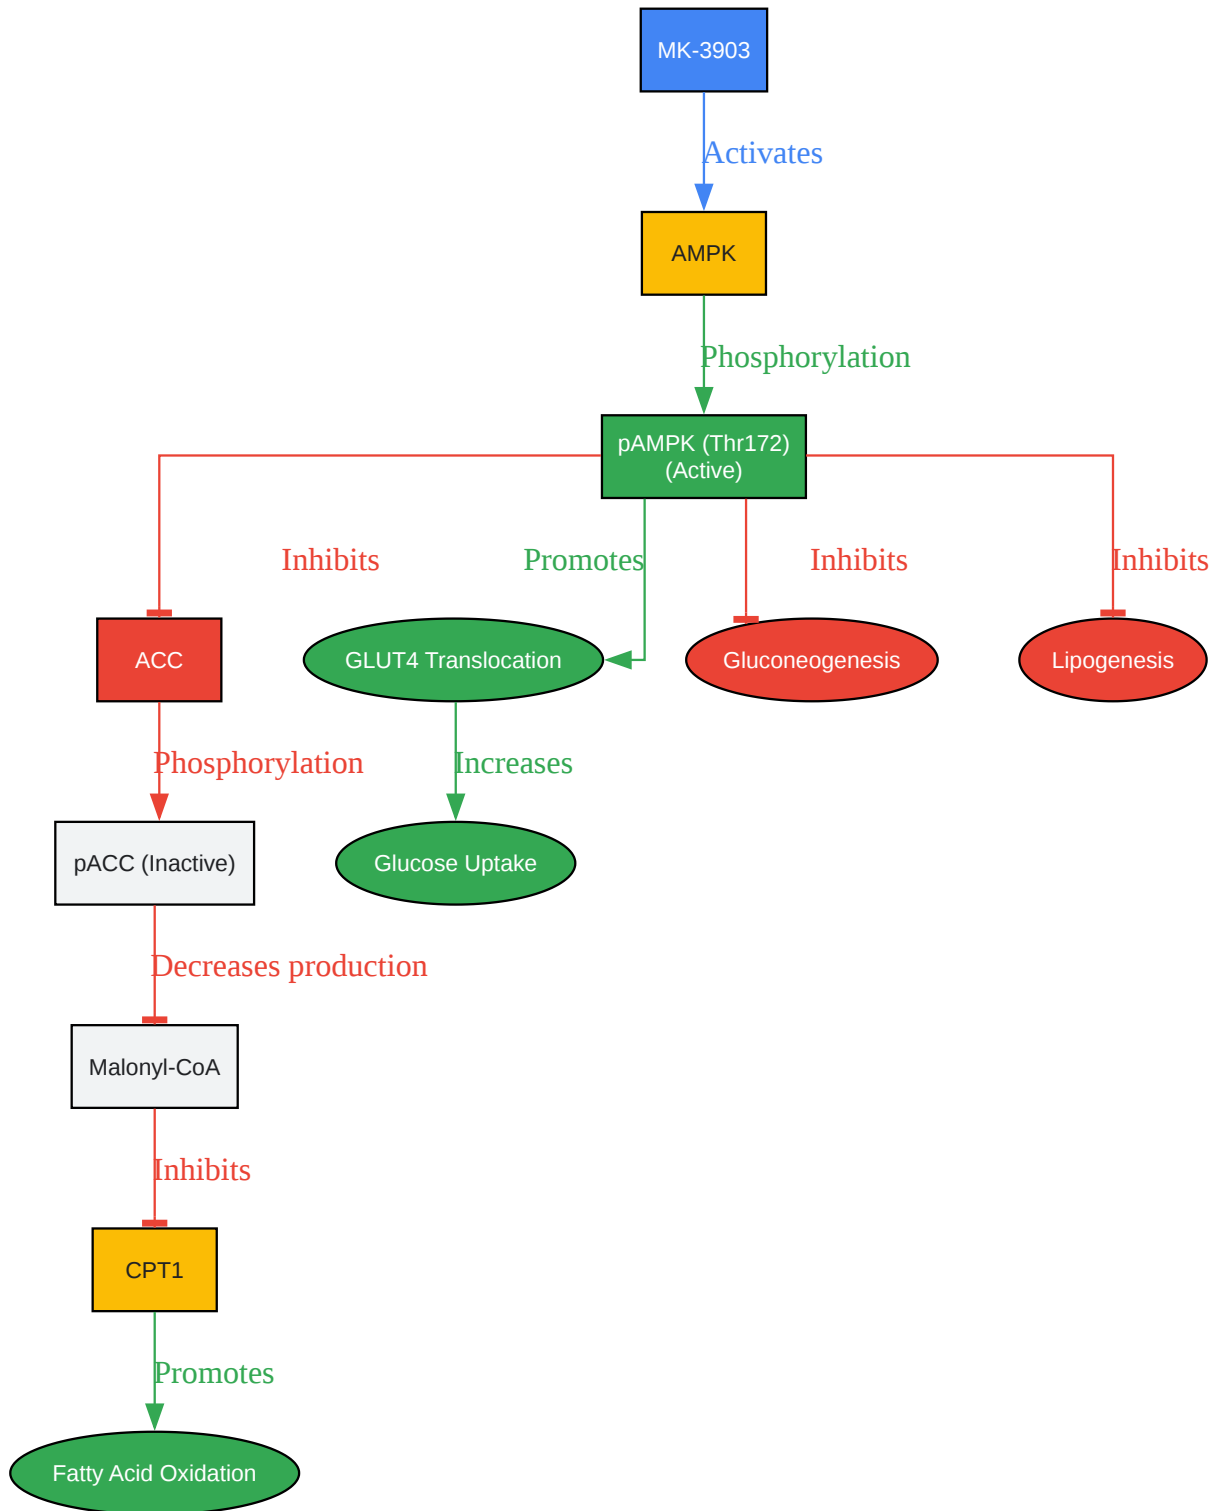 MK-3903
Activates
AMPK
Phosphorylation
pAMPK (Thr172)
(Active)
Inhibits
Promotes
Inhibits
Inhibits
ACC
GLUT4 Translocation
Gluconeogenesis
Lipogenesis
Phosphorylation
Increases
pACC (Inactive)
Glucose Uptake
Decreases production
Malonyl-CoA
Inhibits
CPT1
Promotes
Fatty Acid Oxidation